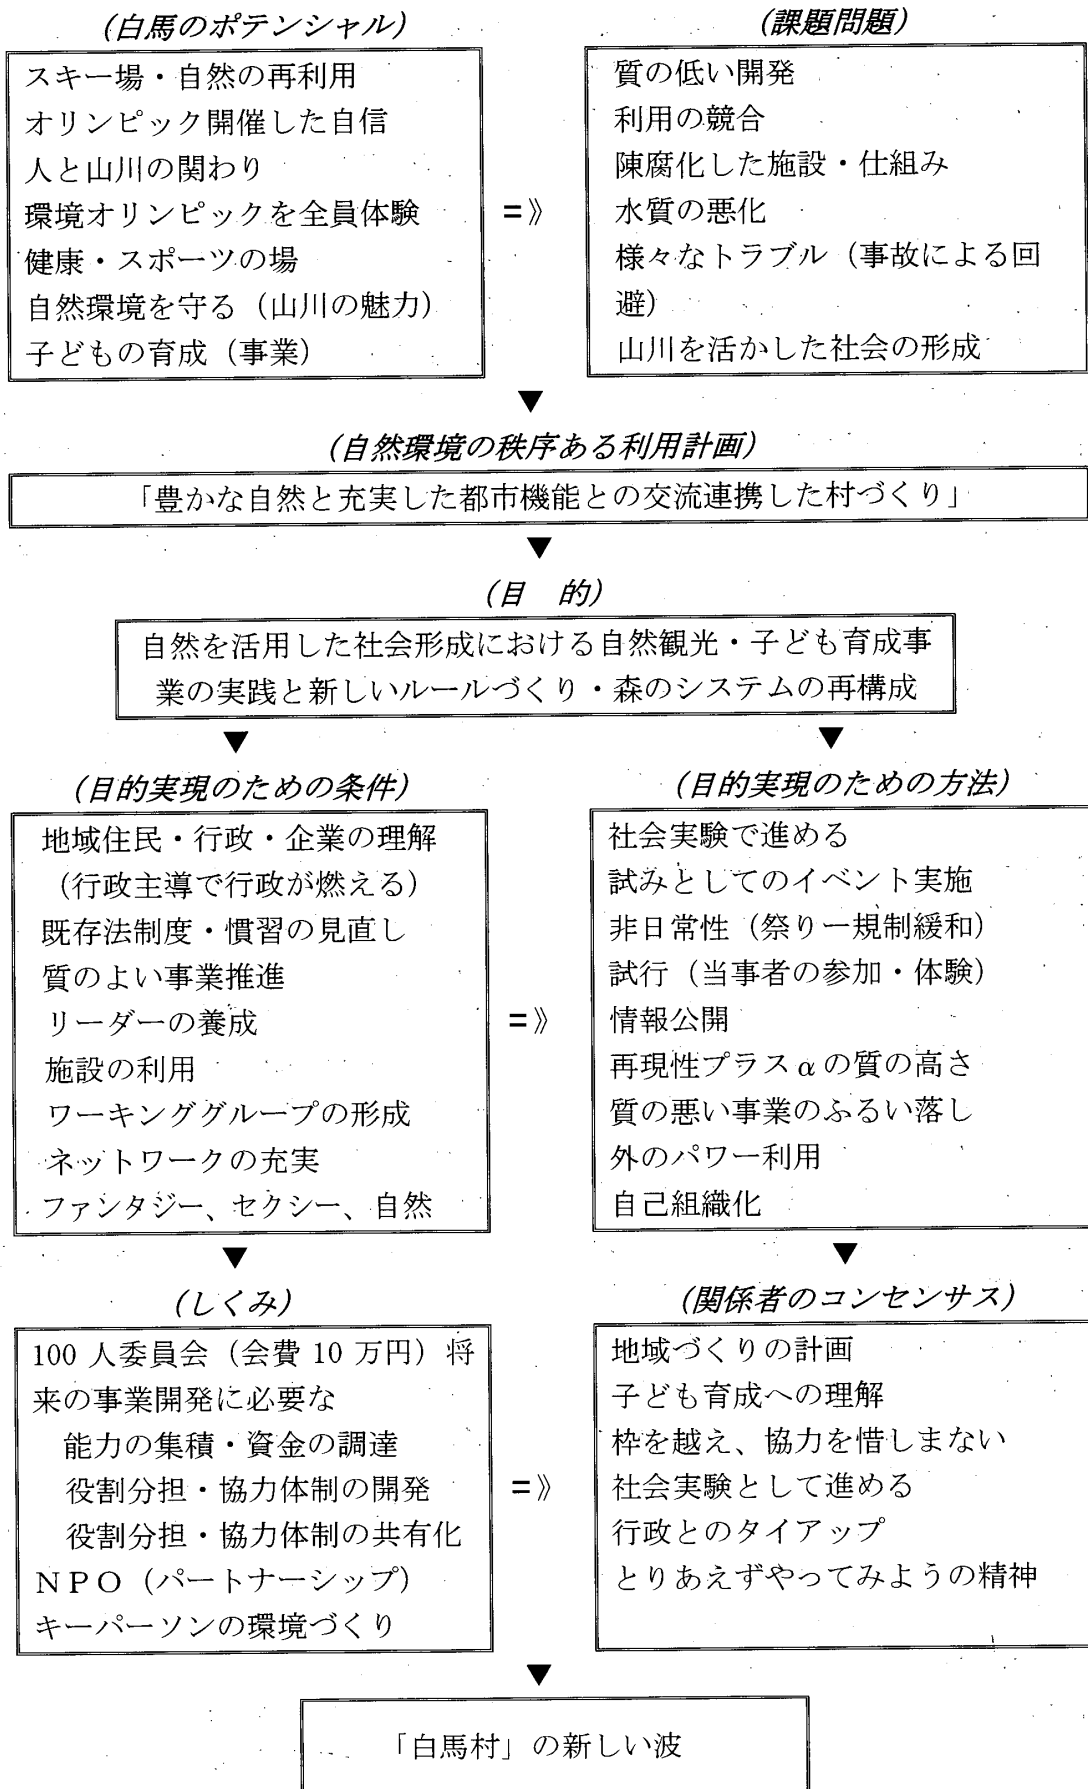 (白馬のポテンシャル)
スキー場・自然の再利用
オリンピック開催した自信
人と山川の関わり
環境オリンピックを全員体験
健康・スポーツの場
自然環境を守る（山川の魅力）
子どもの育成（事業）
=》
(課題問題)
質の低い開発
利用の競合
陳腐化した施設・仕組み
水質の悪化
様々なトラブル（事故による回
避）
山川を活かした社会の形成
▼
(自然環境の秩序ある利用計画)
「豊かな自然と充実した都市機能との交流連携した村づくり」
▼
(目　的)
自然を活用した社会形成における自然観光・子ども育成事
業の実践と新しいルールづくり・森のシステムの再構成
▼
▼
(目的実現のための条件)
地域住民・行政・企業の理解
（行政主導で行政が燃える）
既存法制度・慣習の見直し
質のよい事業推進
リーダーの養成
施設の利用
ワーキンググループの形成
ネットワークの充実
ファンタジー、セクシー、自然
=》
(目的実現のための方法)
社会実験で進める
試みとしてのイベント実施
非日常性（祭りー規制緩和）
試行（当事者の参加・体験）
情報公開
再現性プラスαの質の高さ
質の悪い事業のふるい落し
外のパワー利用
自己組織化
▼
▼
(しくみ)
100 人委員会（会費 10 万円）将
来の事業開発に必要な
能力の集積・資金の調達
役割分担・協力体制の開発
役割分担・協力体制の共有化
ＮＰＯ（パートナーシップ）
キーパーソンの環境づくり
=》
(関係者のコンセンサス)
地域づくりの計画
子ども育成への理解
枠を越え、協力を惜しまない
社会実験として進める
行政とのタイアップ
とりあえずやってみようの精神
▼
「白馬村」の新しい波